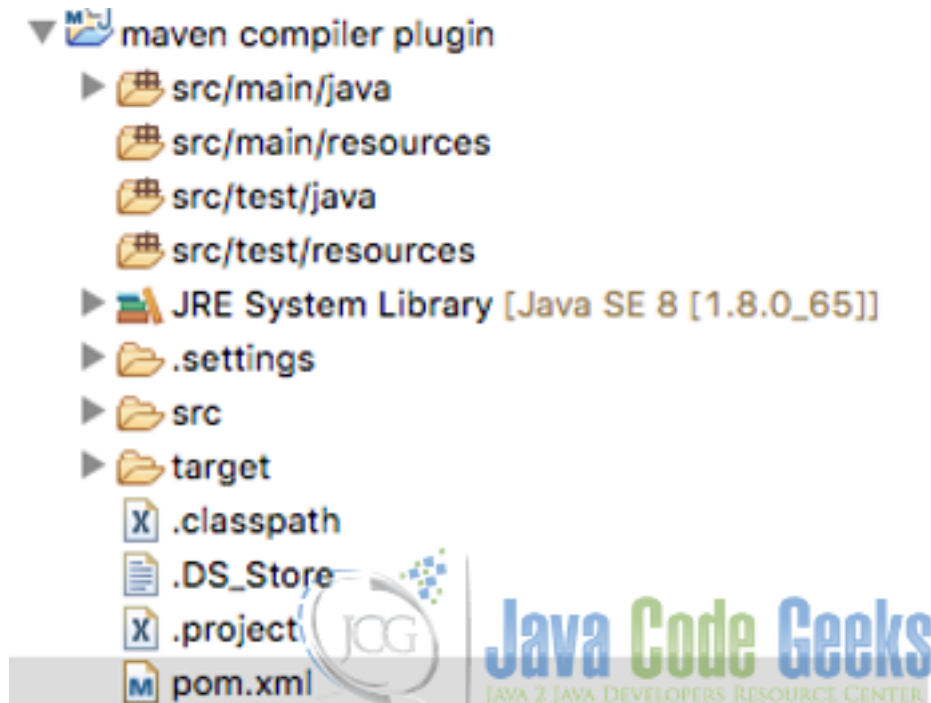 maven compiler plugin
src/main/java
src/main/resources
src/test/java
src/test/resources
JRE System Library [Java SE 8 [1.8.0_65]]
.settings
src
target
.classpath
.DS_Store
.project
pom.xml
JCG
Java Code Geeks
JAVA 2 JAVA DEVELOPERS RESOURCE CENTER